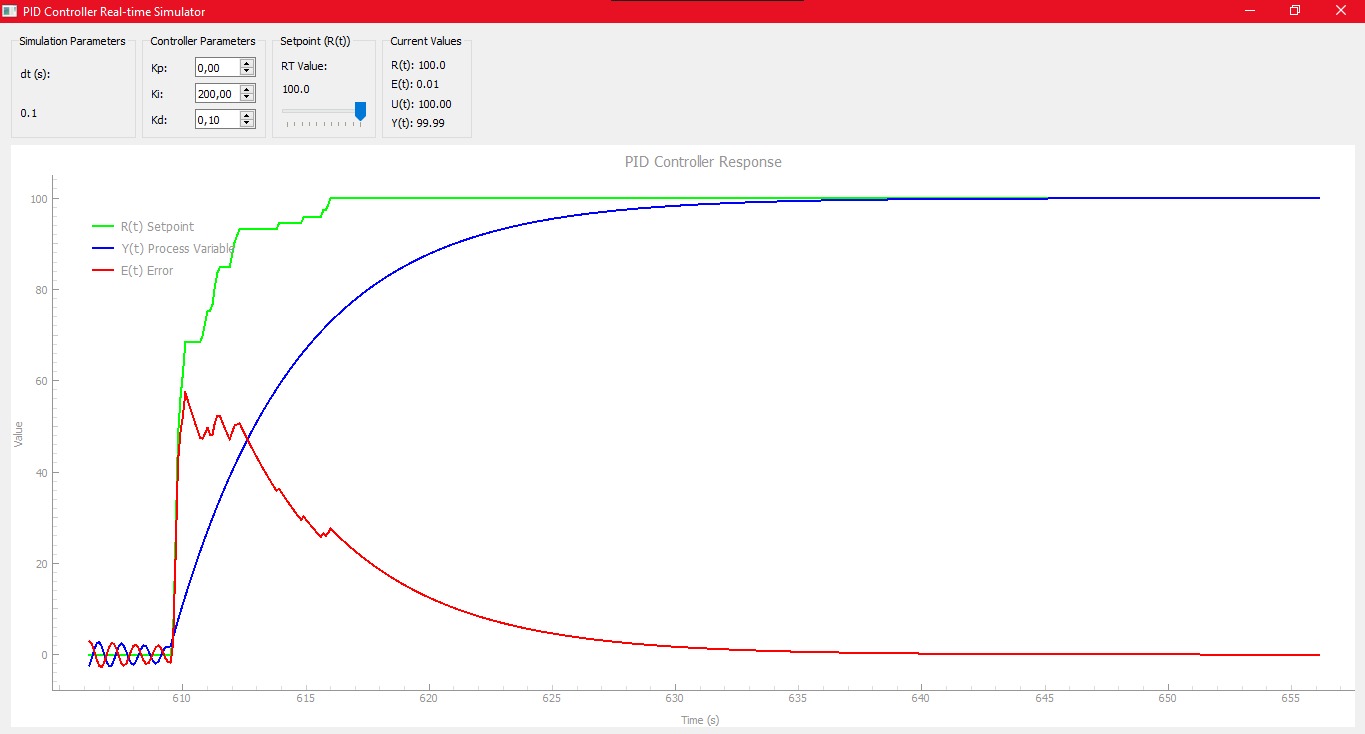 PID Controller Real-time Simulator
Simulation Parameters
dt (s):
0.1
Controller Parameters
Kp: 0,00
Ki: 200,00
Kd: 0,10
Setpoint (R(t))
RT Value:
100.0
Current Values
R(t): 100.0
E(t): 0.01
U(t): 100.00
Y(t): 99.99
PID Controller Response
R(t) Setpoint
Y(t) Process Variable
E(t) Error
100
80
60
40
20
0
Value
610 615 620 625 630 635 640 645 650 655
Time (s)